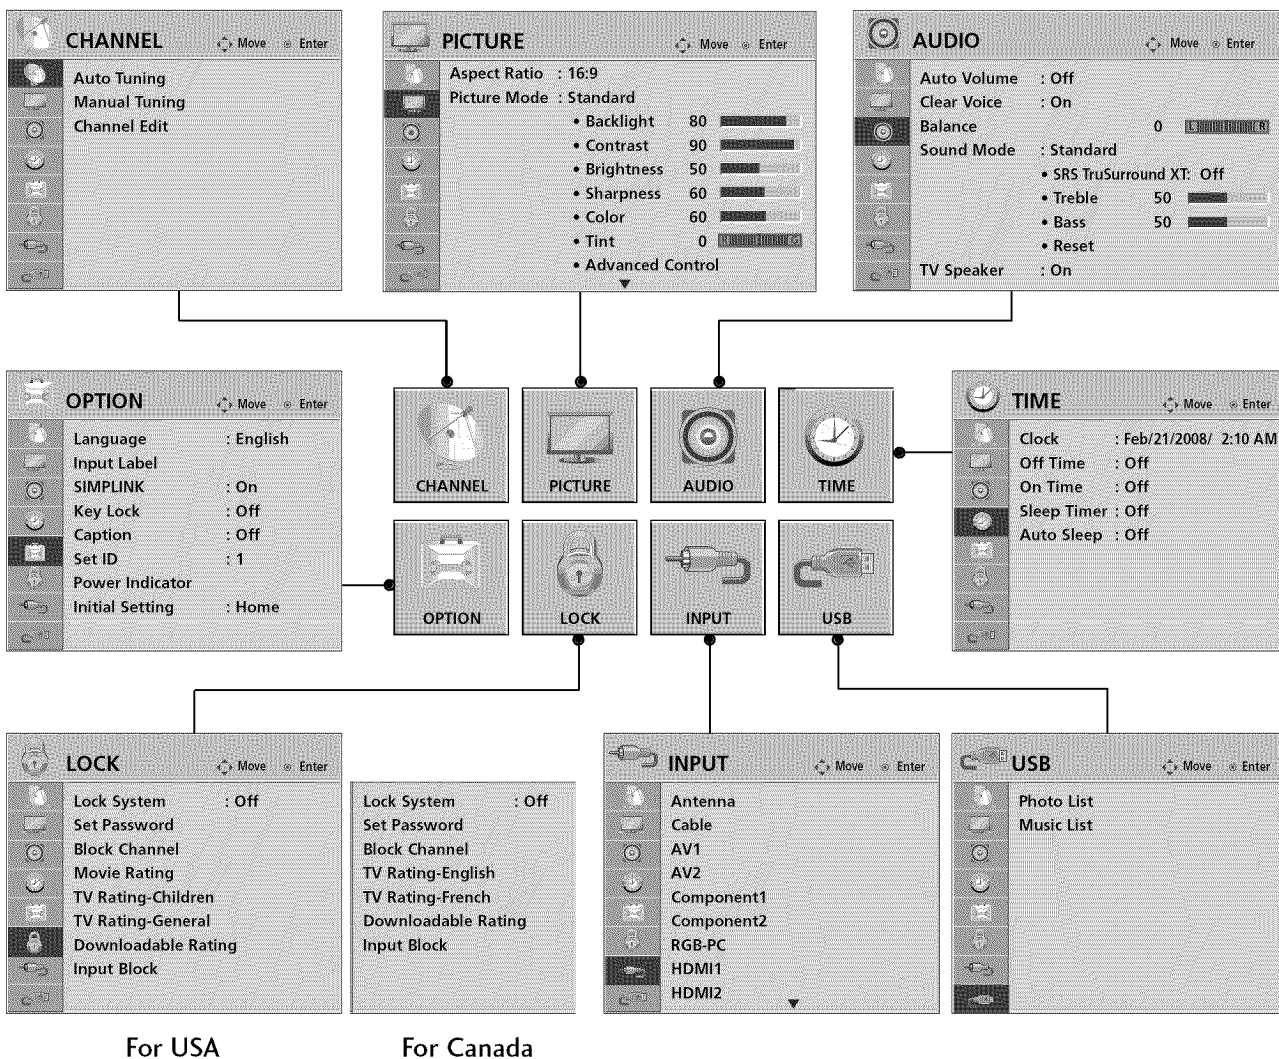 CHANNEL Move Enter
Auto Tuning
Manual Tuning
Channel Edit
PICTURE Move Enter
Aspect Ratio : 16:9
Picture Mode : Standard
• Backlight 80
• Contrast 90
• Brightness 50
• Sharpness 60
• Color 60
• Tint 0 R G
• Advanced Control
AUDIO Move Enter
Auto Volume : Off
Clear Voice : On
Balance 0 L R
Sound Mode : Standard
• SRS TruSurround XT: Off
• Treble 50
• Bass 50
• Reset
TV Speaker : On
OPTION Move Enter
Language : English
Input Label
SIMPLINK : On
Key Lock : Off
Caption : Off
Set ID : 1
Power Indicator
Initial Setting : Home
CHANNEL PICTURE AUDIO TIME
OPTION LOCK INPUT USB
TIME Move Enter
Clock : Feb/21/2008/ 2:10 AM
Off Time : Off
On Time : Off
Sleep Timer : Off
Auto Sleep : Off
LOCK Move Enter
Lock System : Off
Set Password
Block Channel
Movie Rating
TV Rating-Children
TV Rating-General
Downloadable Rating
Input Block
For USA
Lock System : Off
Set Password
Block Channel
TV Rating-English
TV Rating-French
Downloadable Rating
Input Block
For Canada
INPUT Move Enter
Antenna
Cable
AV1
AV2
Component1
Component2
RGB-PC
HDMI1
HDMI2
USB Move Enter
Photo List
Music List